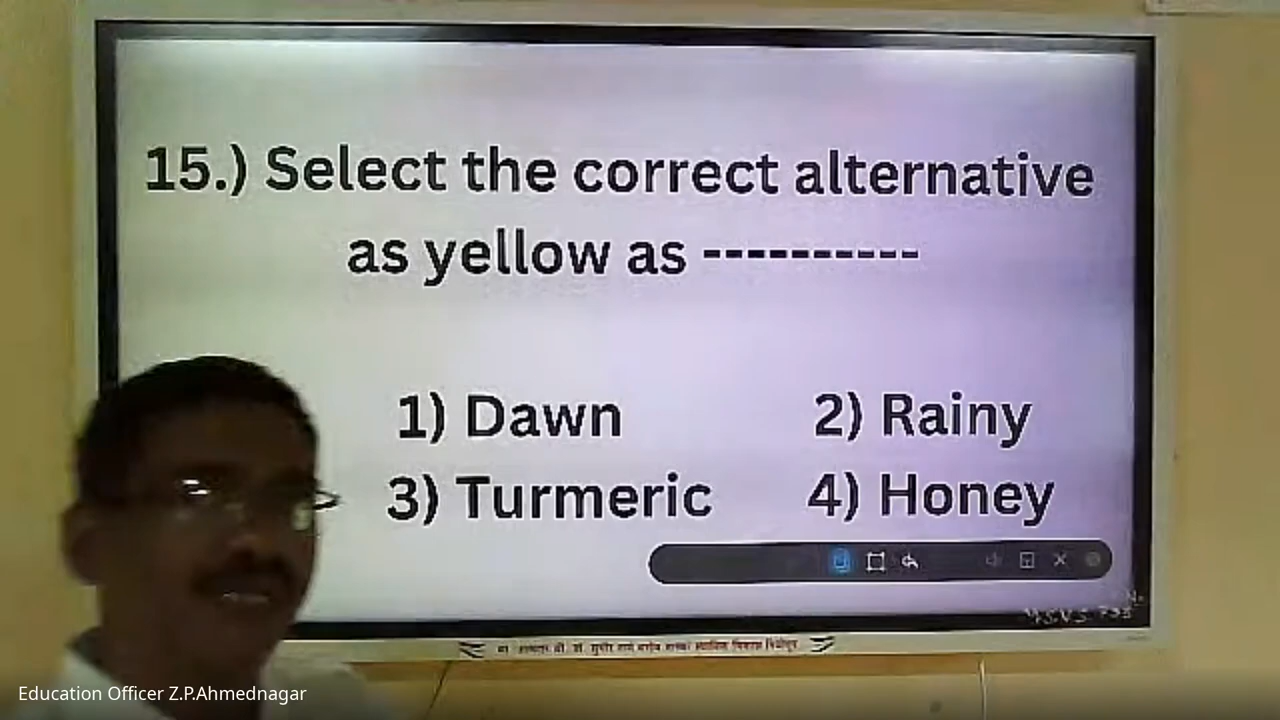 15.) Select the correct alternative
as yellow as ----------
1) Dawn 2) Rainy
3) Turmeric 4) Honey
Education Officer Z.P.Ahmednagar